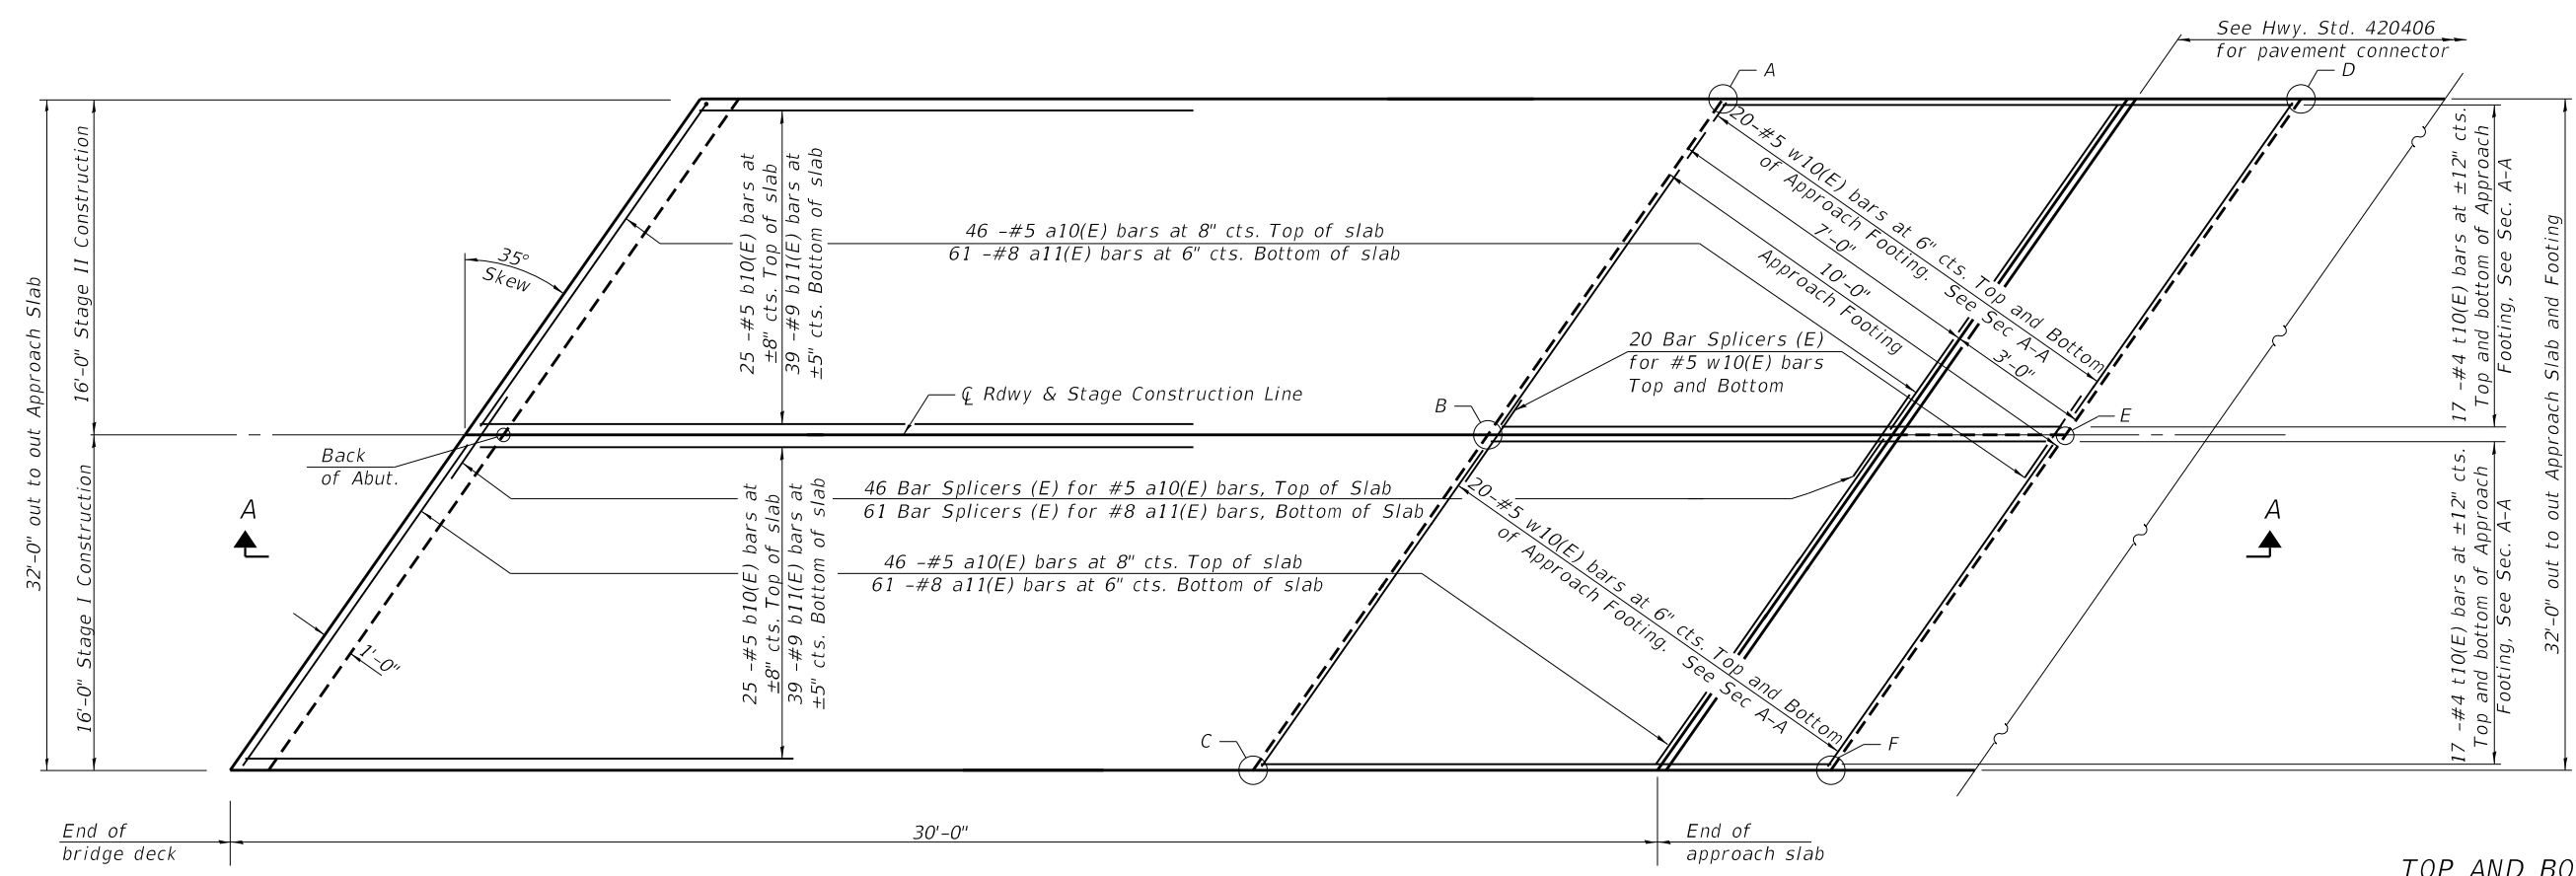 See Hwy. Std. 420406
for pavement connector
A
D
32'-0" out to out Approach Slab
16'-0" Stage II Construction
16'-0" Stage I Construction
35°
Skew
25 -#5 b10(E) bars at
±8" cts. Top of slab
39 -#9 b11(E) bars at
±5" cts. Bottom of slab
46 -#5 a10(E) bars at 8" cts. Top of slab
61 -#8 a11(E) bars at 6" cts. Bottom of slab
20-#5 w10(E) bars at 6" cts. Top and Bottom
of Approach Footing. See Sec A-A
7'-0"
3'-0"
10'-0"
Approach Footing
20 Bar Splicers (E)
for #5 w10(E) bars
Top and Bottom
℄ Rdwy & Stage Construction Line
B
E
17 -#4 t10(E) bars at ±12" cts.
Top and bottom of Approach
Footing, See Sec. A-A
32'-0" out to out Approach Slab and Footing
Back
of Abut.
A
A
46 Bar Splicers (E) for #5 a10(E) bars, Top of Slab
61 Bar Splicers (E) for #8 a11(E) bars, Bottom of Slab
25 -#5 b10(E) bars at
±8" cts. Top of slab
39 -#9 b11(E) bars at
±5" cts. Bottom of slab
46 -#5 a10(E) bars at 8" cts. Top of slab
61 -#8 a11(E) bars at 6" cts. Bottom of slab
20-#5 w10(E) bars at 6" cts. Top and Bottom
of Approach Footing. See Sec A-A
17 -#4 t10(E) bars at ±12" cts.
Top and bottom of Approach
Footing, See Sec. A-A
1'-0"
C
F
End of
bridge deck
30'-0"
End of
approach slab
TOP AND BO